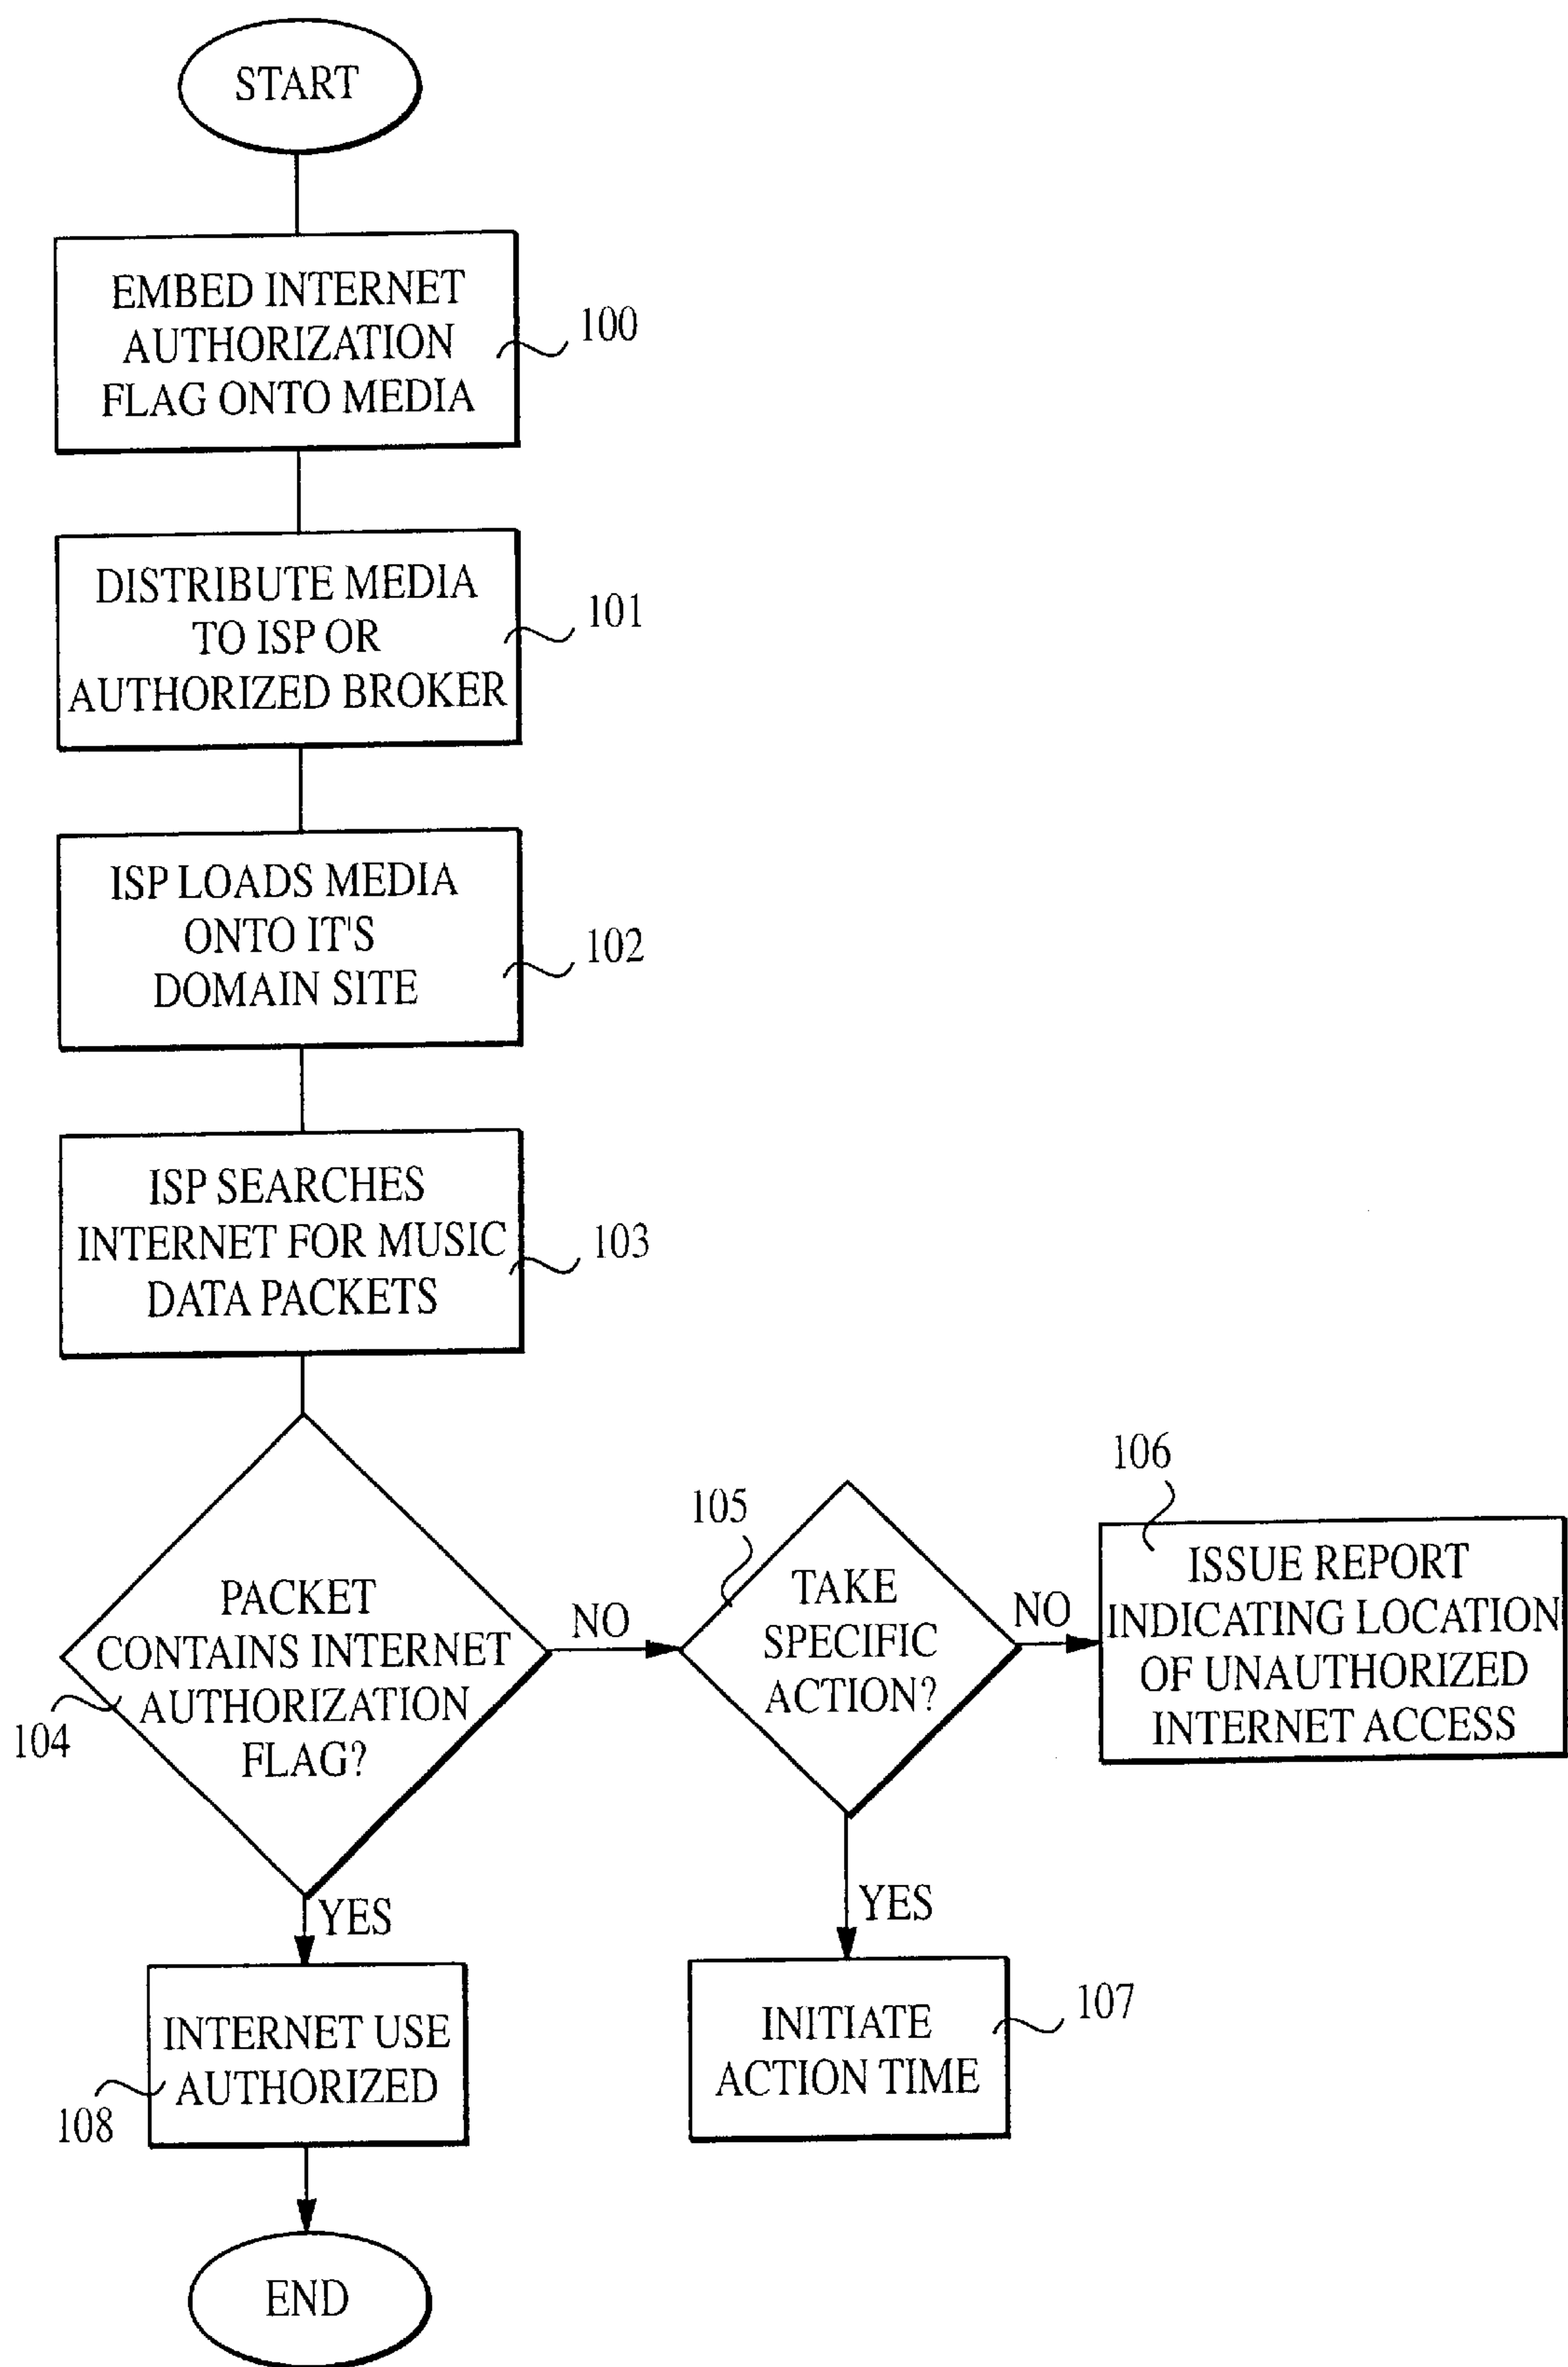 START
EMBED INTERNET
AUTHORIZATION
FLAG ONTO MEDIA
100
DISTRIBUTE MEDIA
TO ISP OR
AUTHORIZED BROKER
101
ISP LOADS MEDIA
ONTO IT'S
DOMAIN SITE
102
ISP SEARCHES
INTERNET FOR MUSIC
DATA PACKETS
103
PACKET
CONTAINS INTERNET
AUTHORIZATION
FLAG?
104
NO
105
TAKE
SPECIFIC
ACTION?
NO
106
ISSUE REPORT
INDICATING LOCATION
OF UNAUTHORIZED
INTERNET ACCESS
YES
INTERNET USE
AUTHORIZED
108
YES
INITIATE
ACTION TIME
107
END